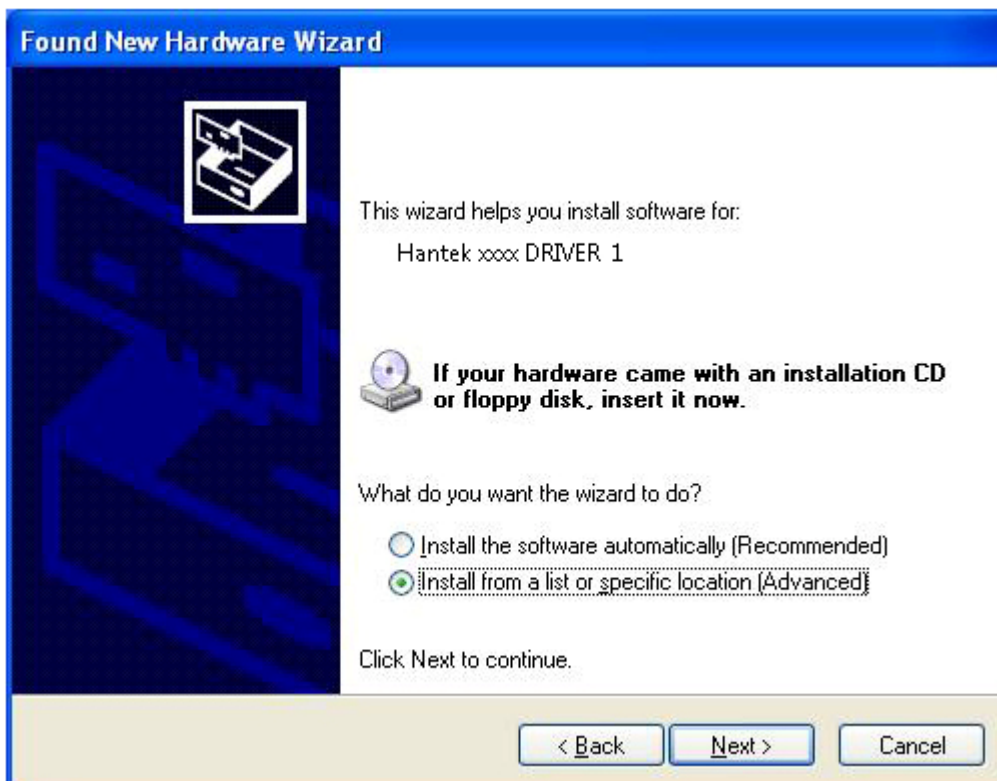 Found New Hardware Wizard
This wizard helps you install software for:
Hantek xxxx DRIVER 1
If your hardware came with an installation CD
or floppy disk, insert it now.
What do you want the wizard to do?
Install the software automatically (Recommended)
Install from a list or specific location (Advanced)
Click Next to continue.
< Back Next > Cancel